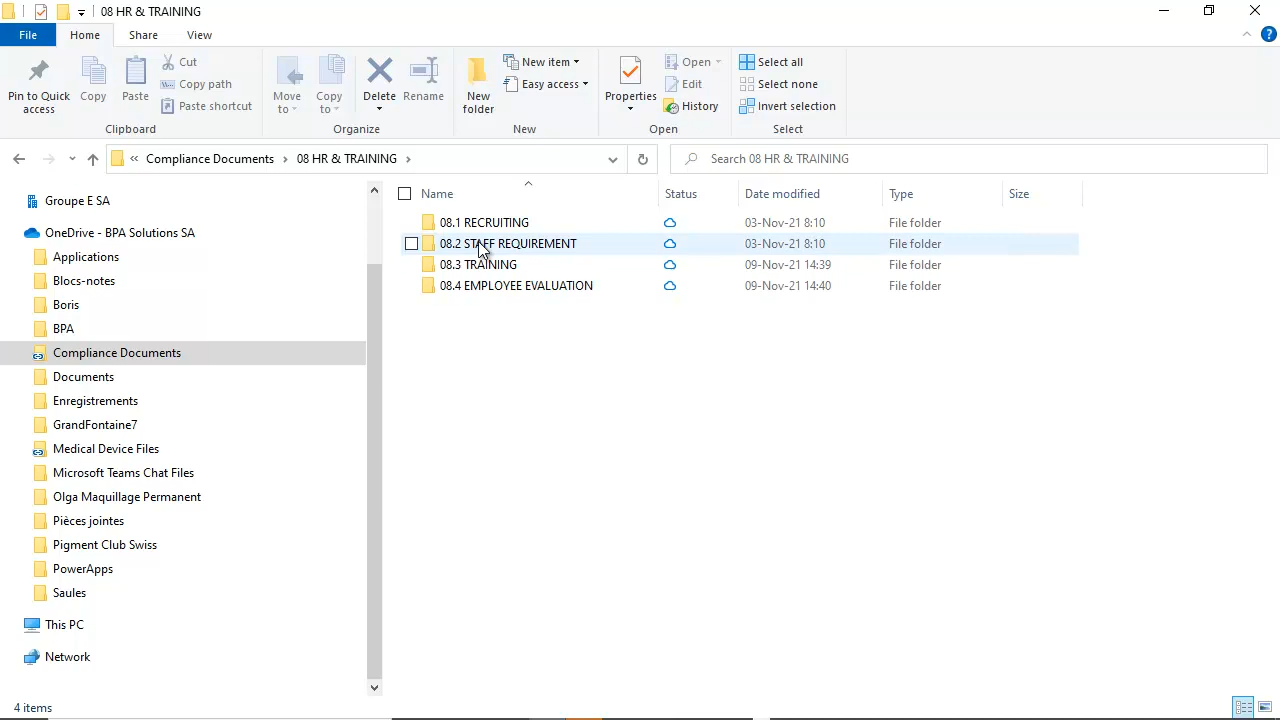 08 HR & TRAINING
File Home Share View
Pin to Quick access
Copy
Paste
Cut
Copy path
Paste shortcut
Clipboard
Move to
Copy to
Delete
Rename
Organize
New folder
New item
Easy access
New
Properties
Open
Edit
History
Open
Select all
Select none
Invert selection
Select
« Compliance Documents › 08 HR & TRAINING ›
Search 08 HR & TRAINING
Groupe E SA
OneDrive - BPA Solutions SA
Applications
Blocs-notes
Boris
BPA
Compliance Documents
Documents
Enregistrements
GrandFontaine7
Medical Device Files
Microsoft Teams Chat Files
Olga Maquillage Permanent
Pièces jointes
Pigment Club Swiss
PowerApps
Saules
This PC
Network
Name Status Date modified Type Size
08.1 RECRUITING 03-Nov-21 8:10 File folder
08.2 STAFF REQUIREMENT 03-Nov-21 8:10 File folder
08.3 TRAINING 09-Nov-21 14:39 File folder
08.4 EMPLOYEE EVALUATION 09-Nov-21 14:40 File folder
4 items